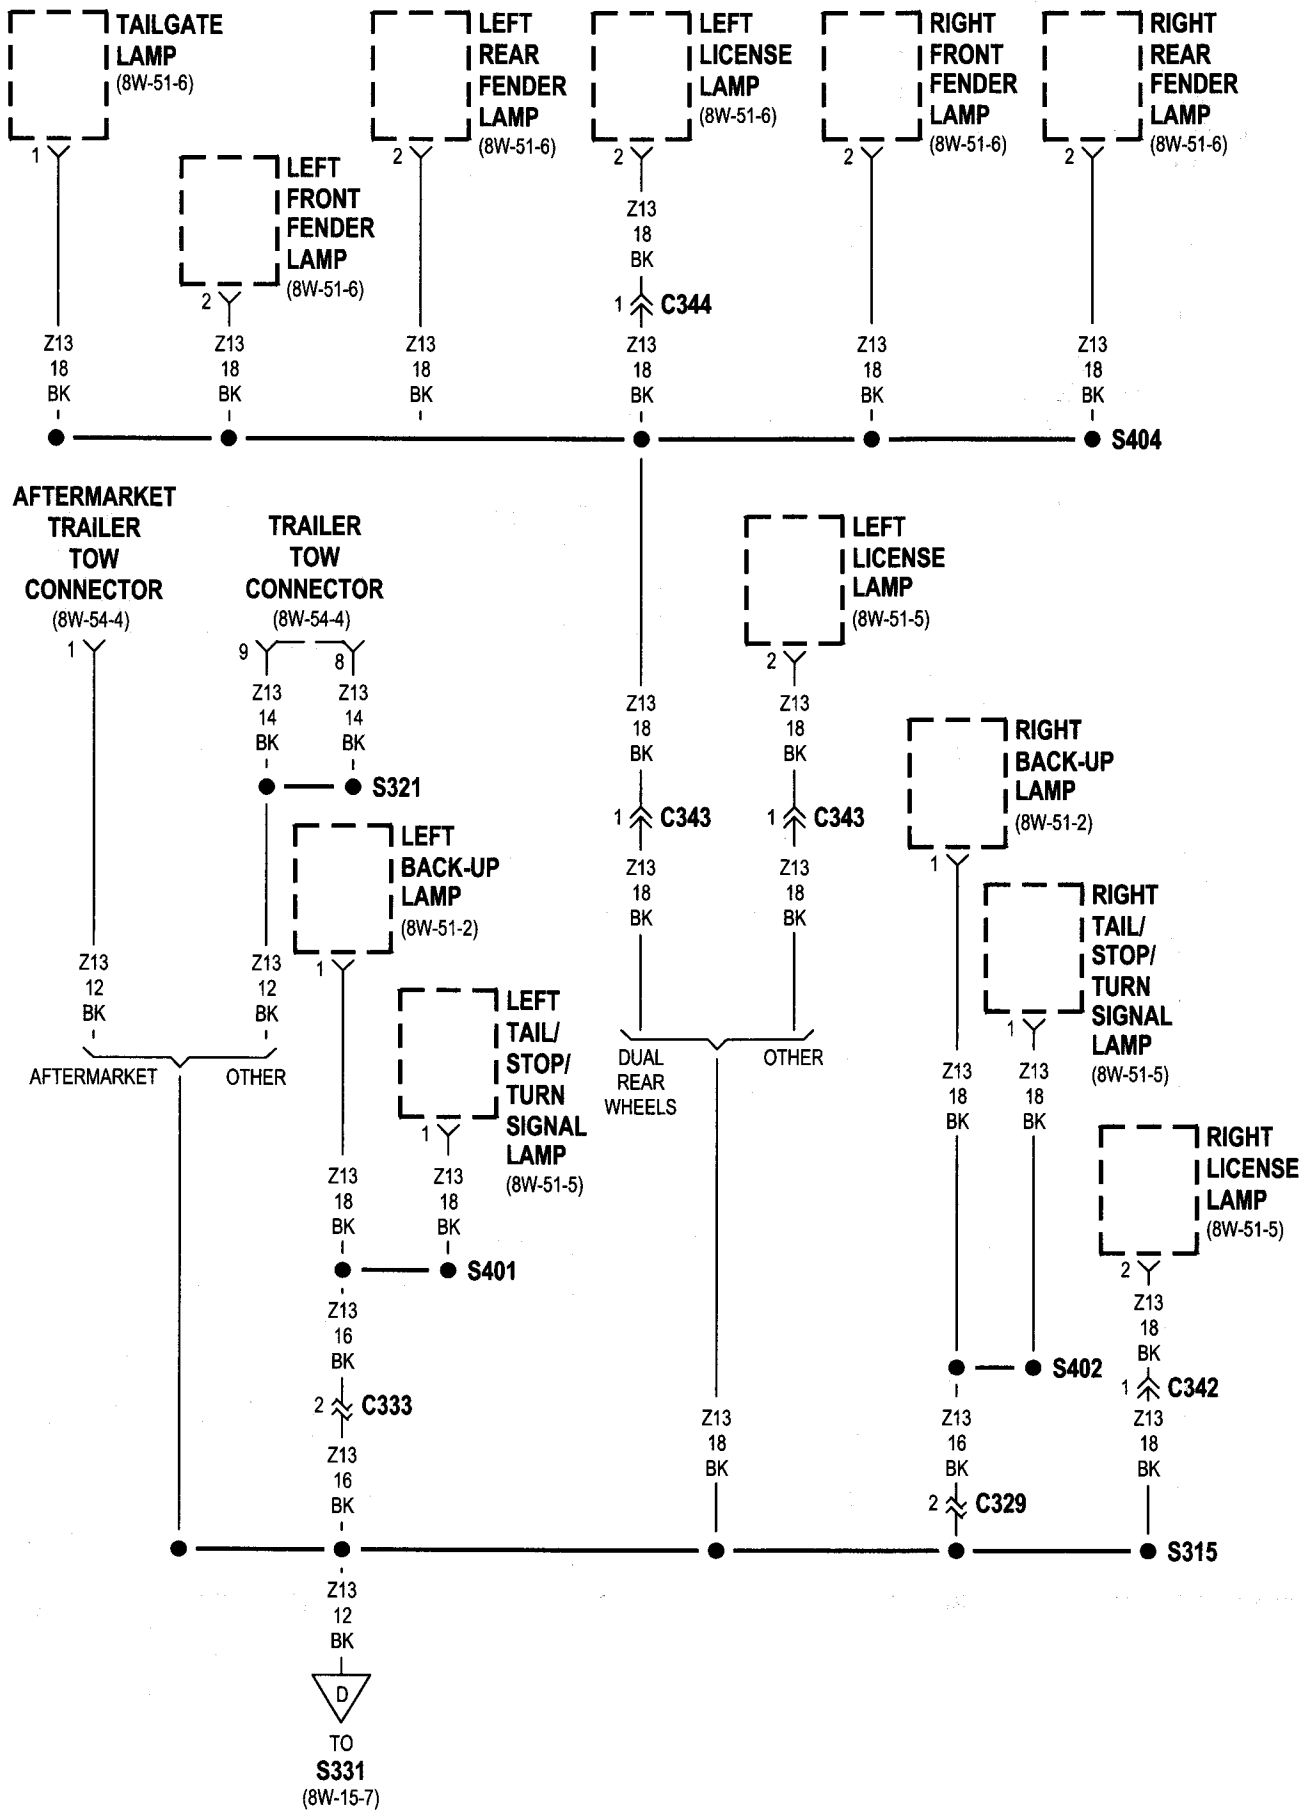 TAILGATE
LAMP
(8W-51-6)
1
LEFT
FRONT
FENDER
LAMP
(8W-51-6)
2
LEFT
REAR
FENDER
LAMP
(8W-51-6)
2
LEFT
LICENSE
LAMP
(8W-51-6)
2
Z13
18
BK
1
C344
RIGHT
FRONT
FENDER
LAMP
(8W-51-6)
2
RIGHT
REAR
FENDER
LAMP
(8W-51-6)
2
Z13
18
BK
Z13
18
BK
Z13
18
BK
Z13
18
BK
Z13
18
BK
Z13
18
BK
S404
AFTERMARKET
TRAILER
TOW
CONNECTOR
(8W-54-4)
1
TRAILER
TOW
CONNECTOR
(8W-54-4)
9
8
Z13
14
BK
Z13
14
BK
S321
LEFT
LICENSE
LAMP
(8W-51-5)
2
Z13
18
BK
Z13
18
BK
1
C343
1
C343
Z13
18
BK
Z13
18
BK
RIGHT
BACK-UP
LAMP
(8W-51-2)
1
LEFT
BACK-UP
LAMP
(8W-51-2)
1
RIGHT
TAIL/
STOP/
TURN
SIGNAL
LAMP
(8W-51-5)
1
Z13
12
BK
Z13
12
BK
AFTERMARKET
OTHER
LEFT
TAIL/
STOP/
TURN
SIGNAL
LAMP
(8W-51-5)
1
DUAL
REAR
WHEELS
OTHER
Z13
18
BK
Z13
18
BK
RIGHT
LICENSE
LAMP
(8W-51-5)
2
Z13
18
BK
Z13
18
BK
S401
Z13
16
BK
2
C333
Z13
16
BK
Z13
18
BK
S402
Z13
16
BK
2
C329
Z13
18
BK
1
C342
Z13
18
BK
S315
Z13
12
BK
D
TO
S331
(8W-15-7)